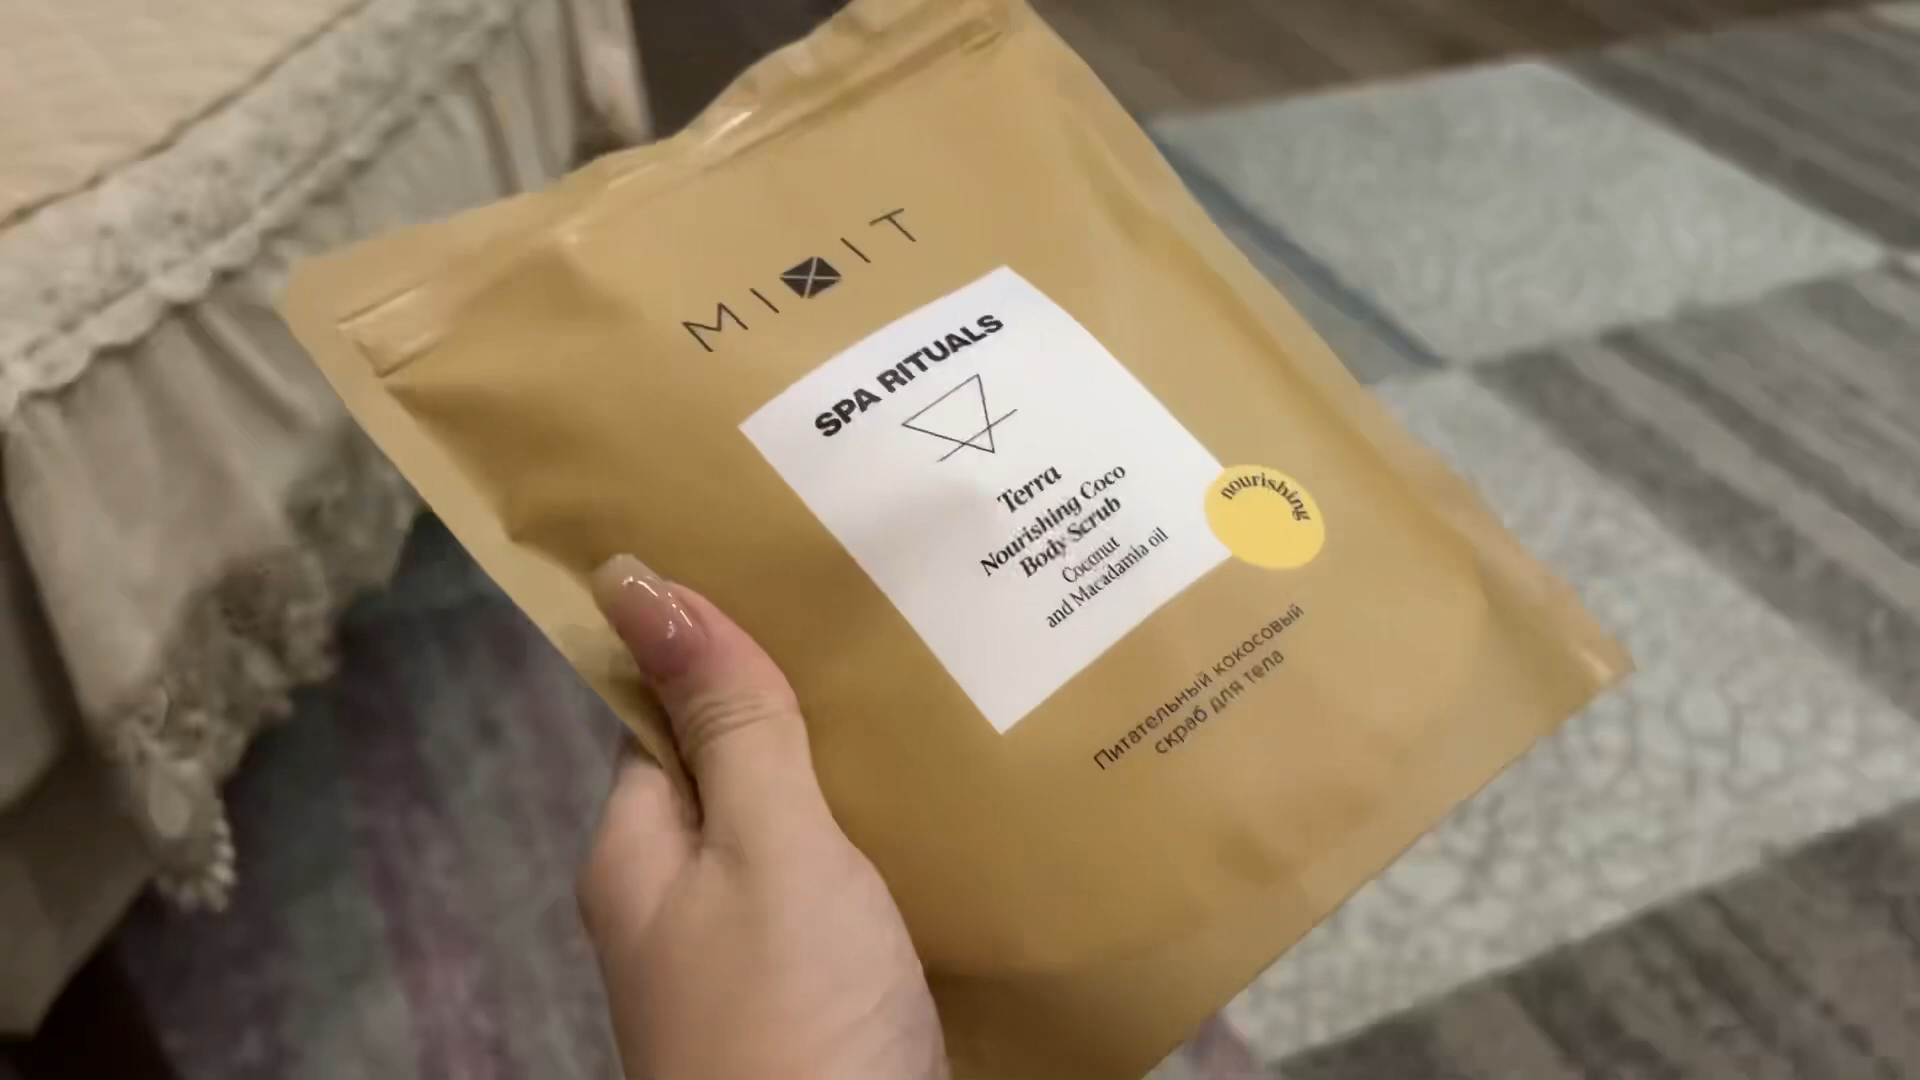 MIXIT
SPA RITUALS
Terra
Nourishing Coco
Body Scrub
Coconut
and Macadamia oil
nourishing
Питательный кокосовый
скраб для тела